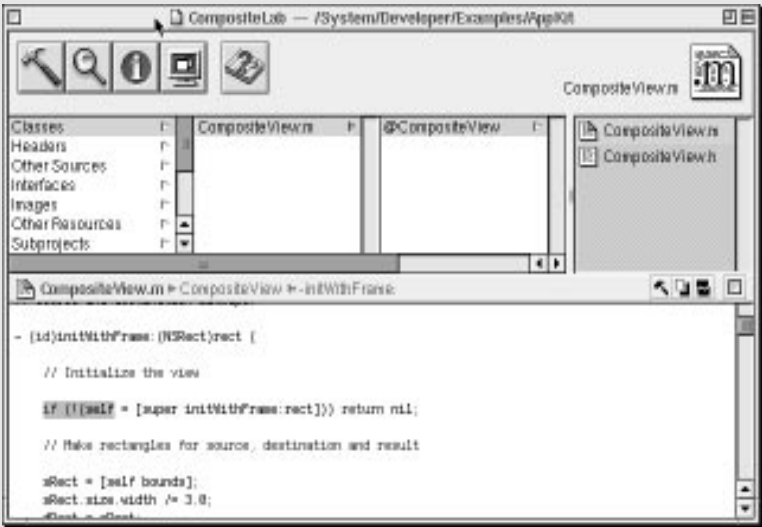 CompositeLab — /System/Developer/Examples/AppKit
CompositeView.m
.m
Classes
Headers
Other Sources
Interfaces
Images
Other Resources
Subprojects
CompositeView.m
@CompositeView
CompositeView.m
CompositeView.h
CompositeView.m CompositeView -initWithFrame:
- (id)initWithFrame:(NSRect)rect {
// Initialize the view
if (!(self = [super initWithFrame:rect])) return nil;
// Make rectangles for source, destination and result
sRect = [self bounds];
sRect.size.width /= 3.0;
dRect = sRect;